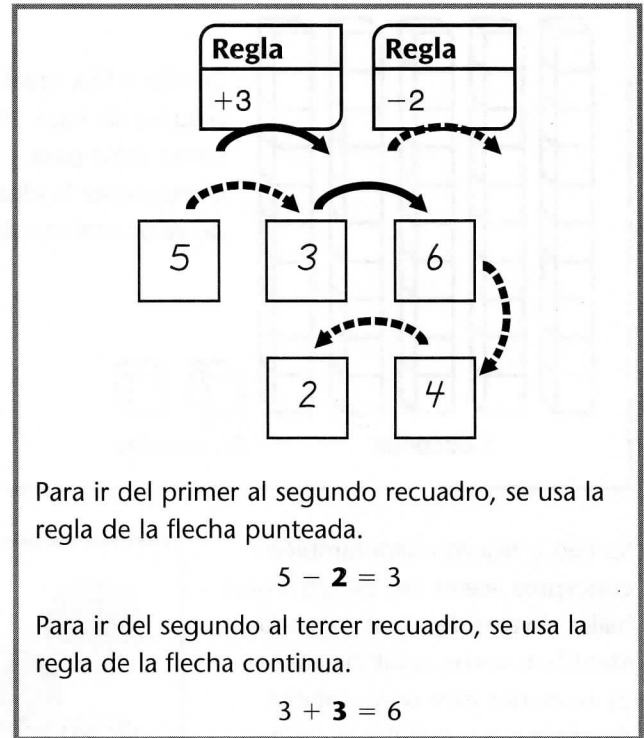 Regla Regla
+3 −2
5 3 6
2 4
Para ir del primer al segundo recuadro, se usa la
regla de la flecha punteada.
5 − 2 = 3
Para ir del segundo al tercer recuadro, se usa la
regla de la flecha continua.
3 + 3 = 6